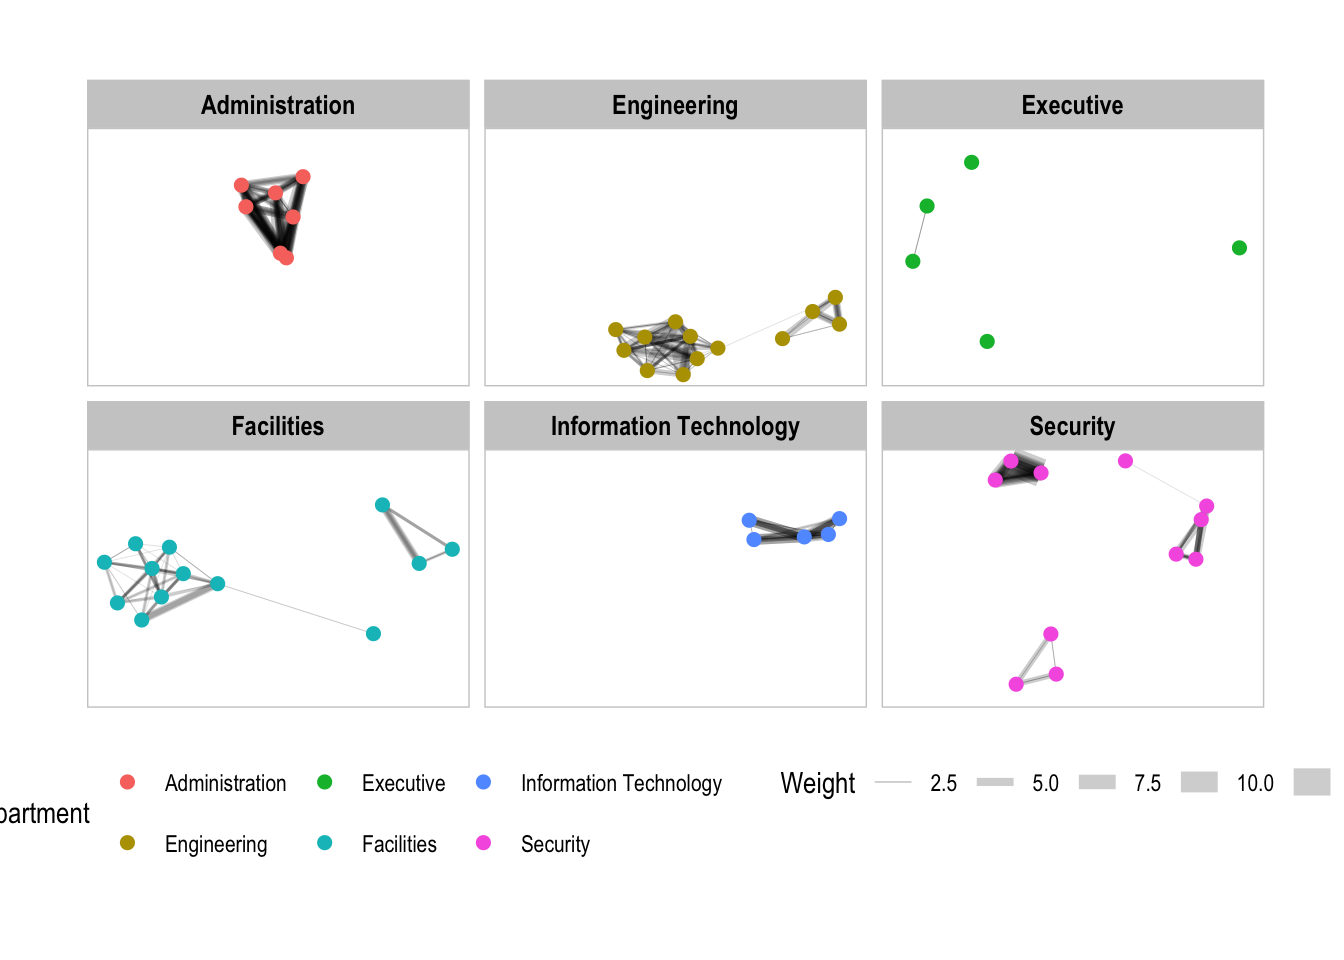 Administration Engineering Executive
Facilities Information Technology Security
Administration Executive Information Technology Weight 2.5 5.0 7.5 10.0
partment
Engineering Facilities Security